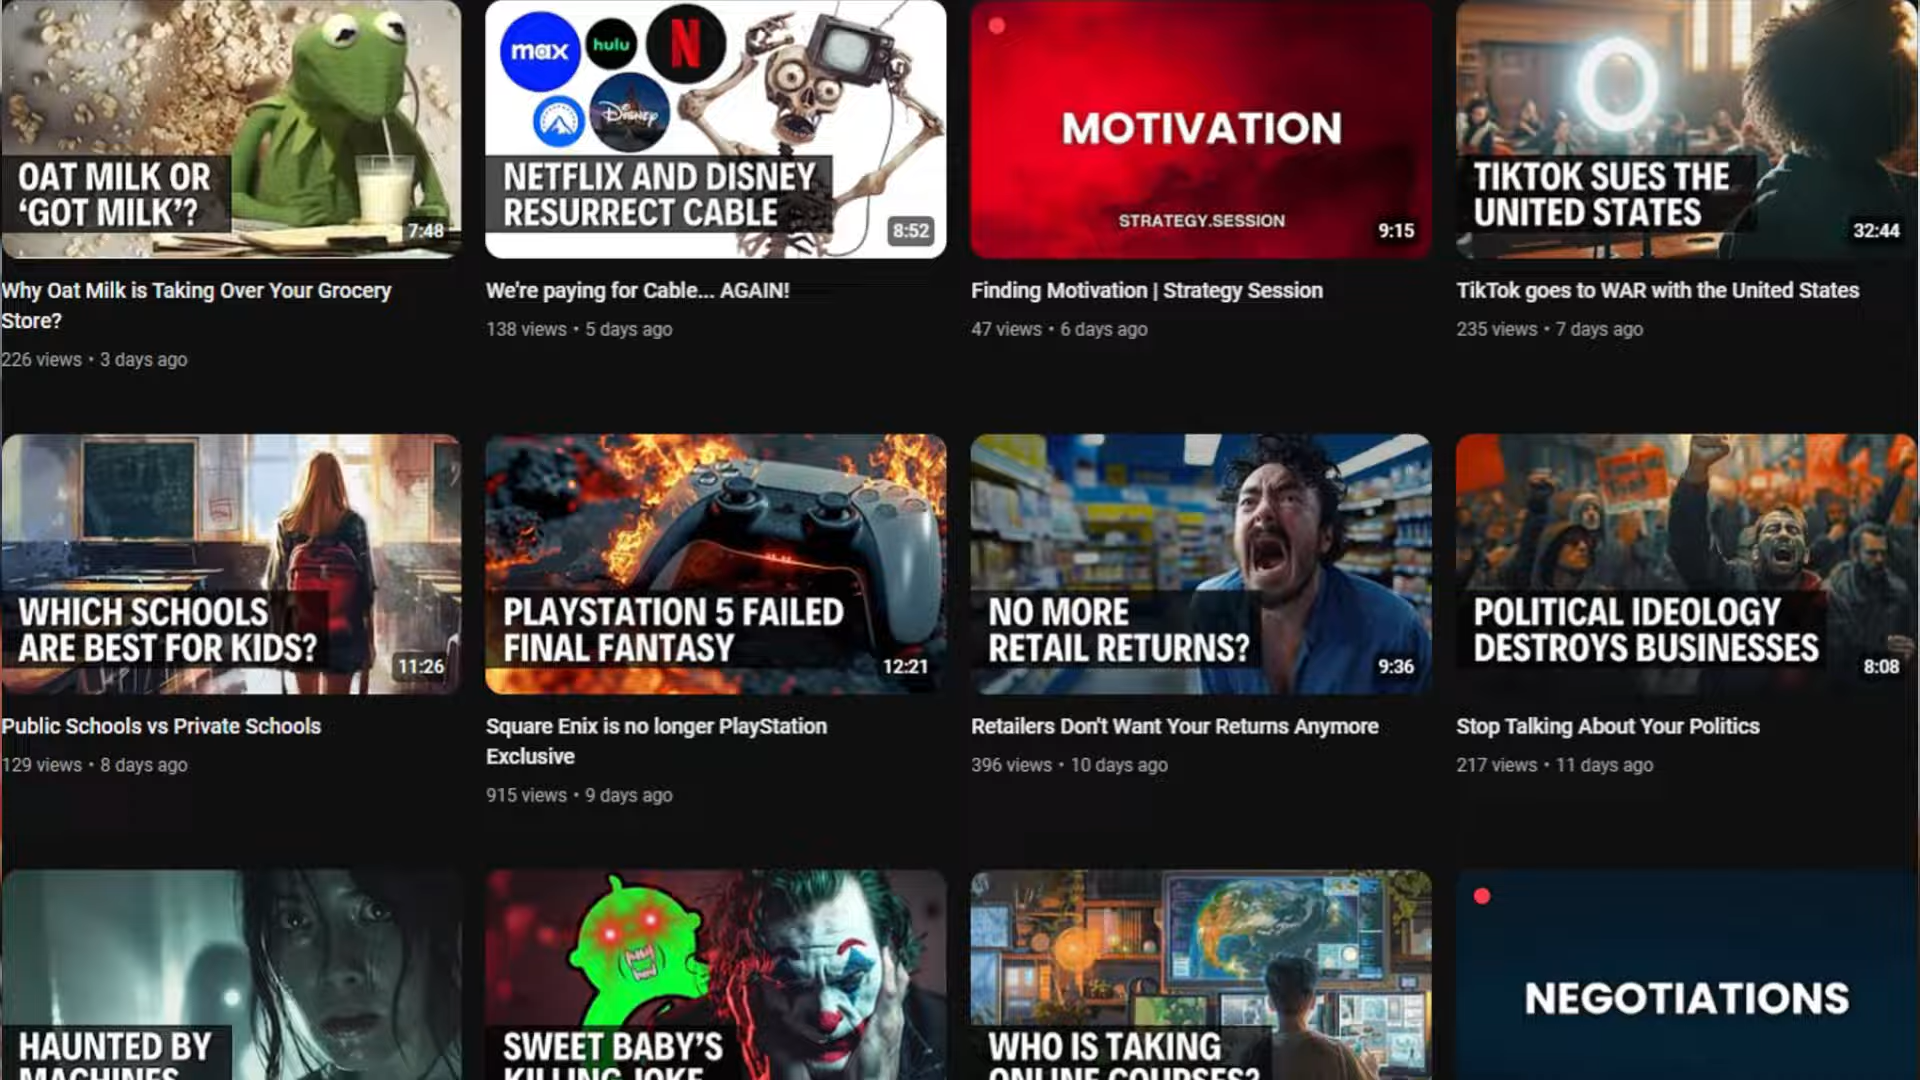 max
hulu
N
Disney
OAT MILK OR
‘GOT MILK’?
7:48
NETFLIX AND DISNEY
RESURRECT CABLE
8:52
MOTIVATION
STRATEGY.SESSION
9:15
TIKTOK SUES THE
UNITED STATES
32:44
Why Oat Milk is Taking Over Your Grocery
Store?
226 views • 3 days ago
We're paying for Cable... AGAIN!
138 views • 5 days ago
Finding Motivation | Strategy Session
47 views • 6 days ago
TikTok goes to WAR with the United States
235 views • 7 days ago
WHICH SCHOOLS
ARE BEST FOR KIDS?
11:26
PLAYSTATION 5 FAILED
FINAL FANTASY
12:21
NO MORE
RETAIL RETURNS?
9:36
POLITICAL IDEOLOGY
DESTROYS BUSINESSES
8:08
Public Schools vs Private Schools
129 views • 8 days ago
Square Enix is no longer PlayStation
Exclusive
915 views • 9 days ago
Retailers Don't Want Your Returns Anymore
396 views • 10 days ago
Stop Talking About Your Politics
217 views • 11 days ago
HAUNTED BY
MACHINES
SWEET BABY’S
KILLING JOKE
WHO IS TAKING
ONLINE COURSES?
NEGOTIATIONS